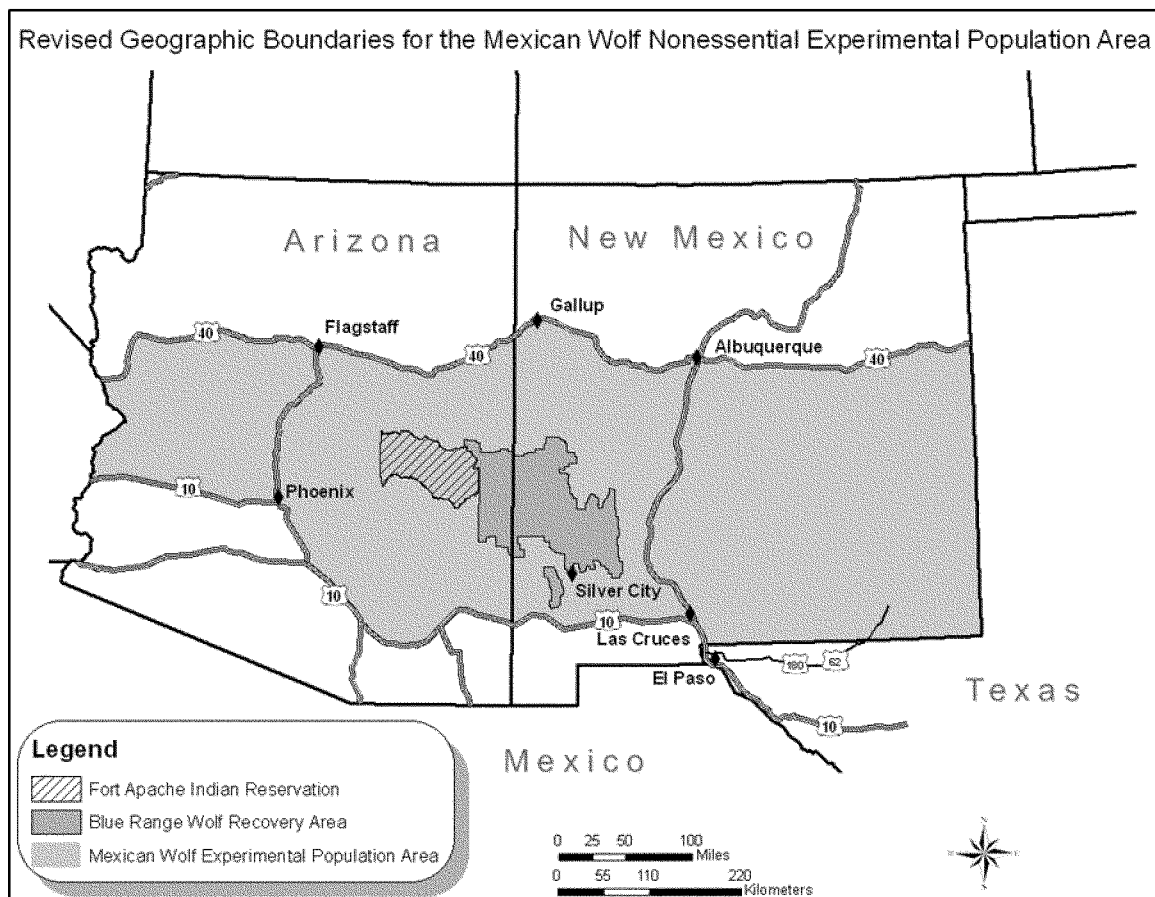 Revised Geographic Boundaries for the Mexican Wolf Nonessential Experimental Population Area
Arizona
New Mexico
Gallup
Flagstaff
40
40
Albuquerque
40
10
Phoenix
10
Silver City
10
Las Cruces
El Paso
180
62
Texas
10
Mexico
Legend
Fort Apache Indian Reservation
Blue Range Wolf Recovery Area
Mexican Wolf Experimental Population Area
0 25 50 100
Miles
0 55 110 220
Kilometers
N
W E
S